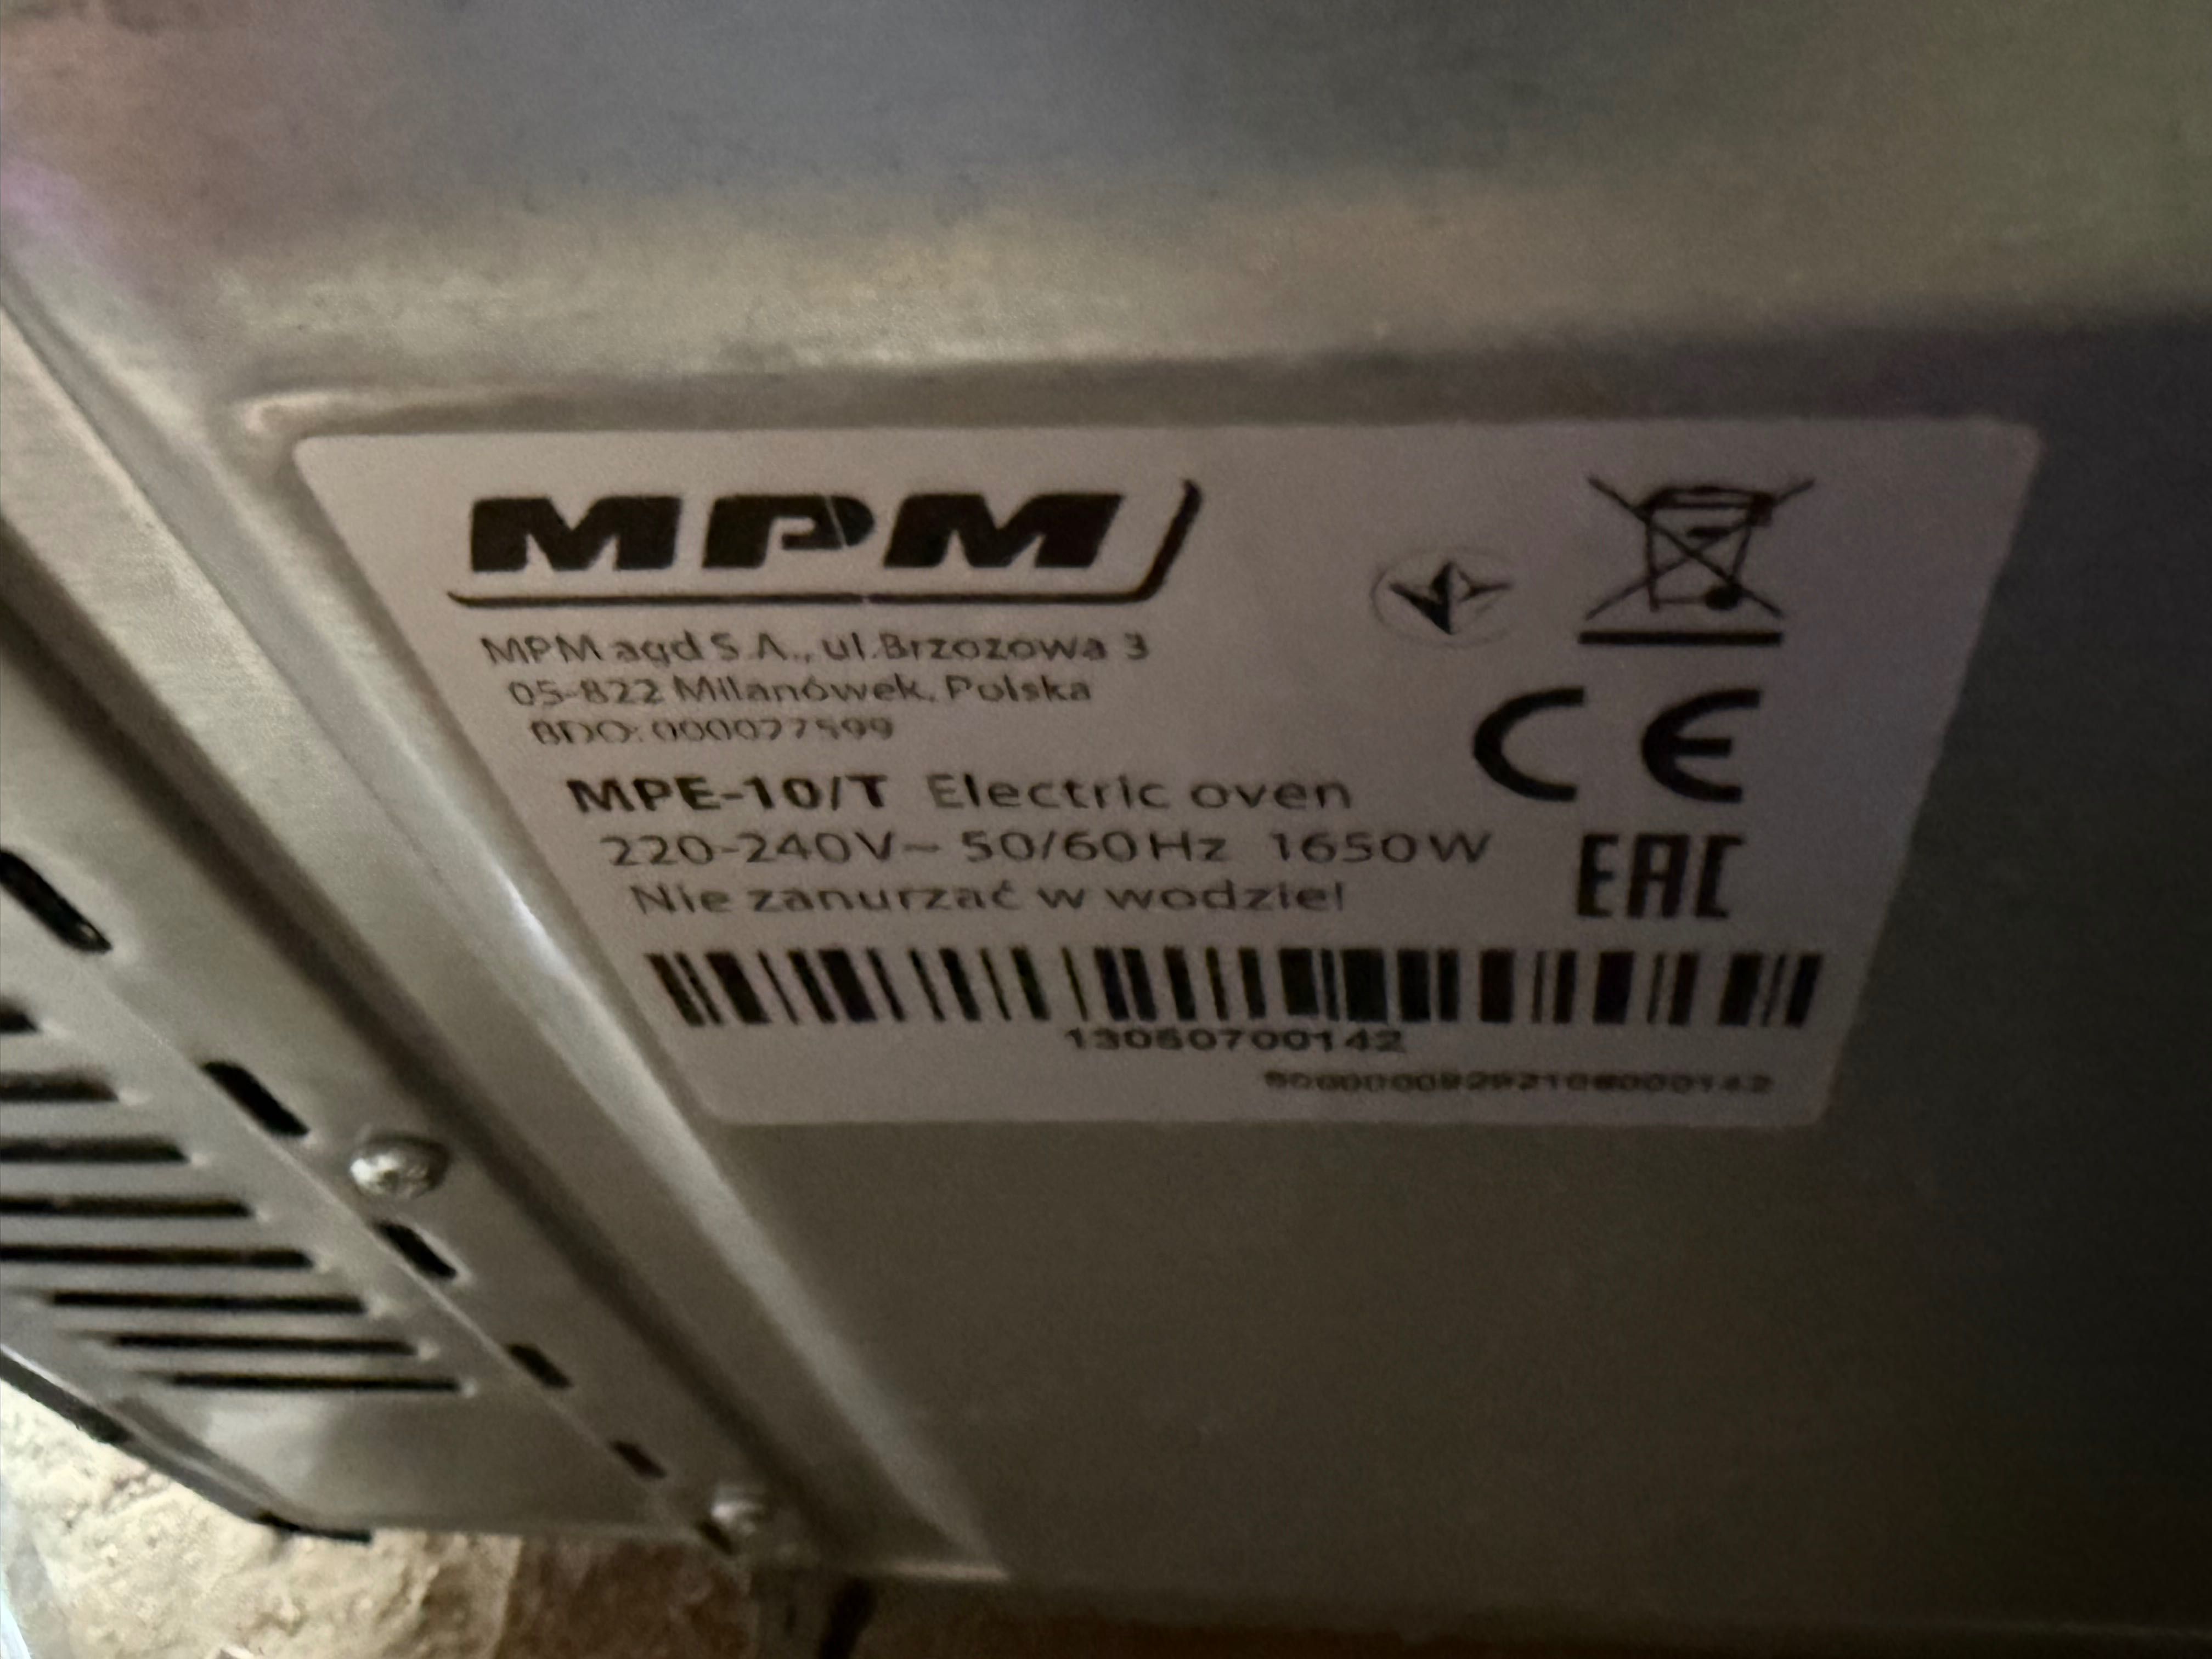 MPM
MPM agd S.A., ul.Brzozowa 3
05-822 Milanówek, Polska
BDO: 000027599
MPE-10/T Electric oven
220-240V~ 50/60Hz 1650W
Nie zanurzać w wodzie!
CE
EAC
13050700142